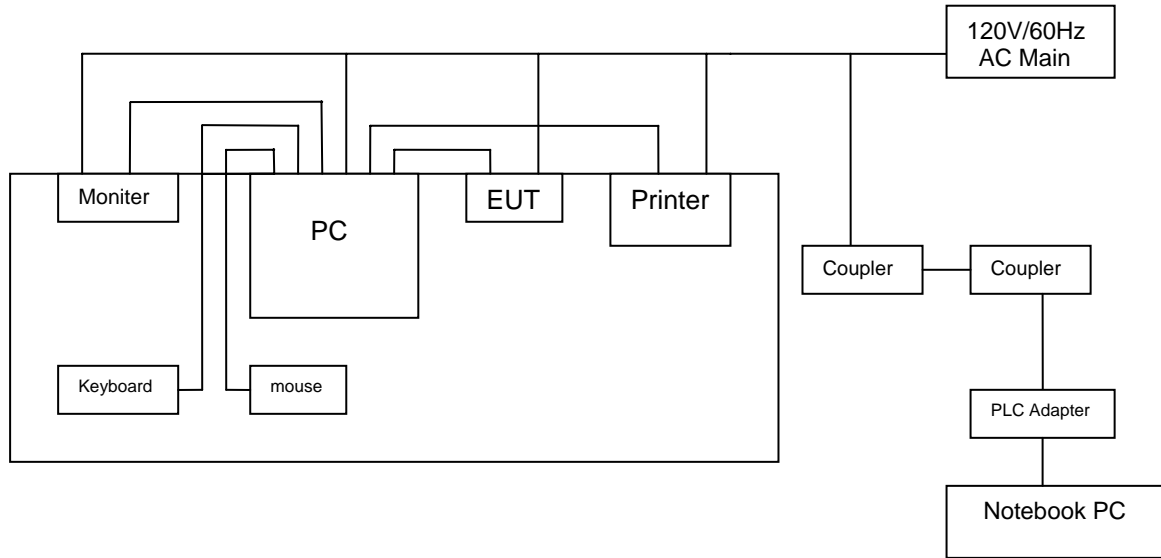 120V/60Hz
AC Main
Moniter
PC
EUT
Printer
Coupler
Coupler
Keyboard
mouse
PLC Adapter
Notebook PC